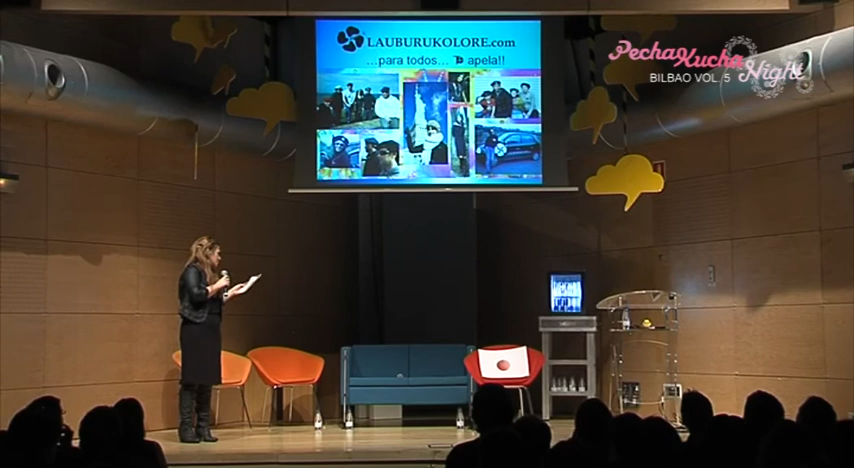 LAUBURUKOLORE.com
...para todos... apela!!
PechaKucha
Night
BILBAO VOL. 5